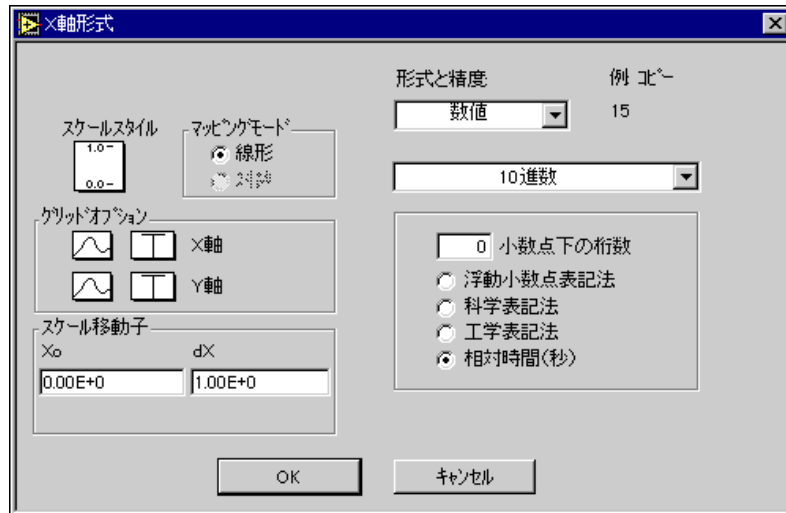 X軸形式
形式と精度
例 ｺﾋﾟｰ
数値
15
ｽｹｰﾙｽﾀｲﾙ
1.0
0.0
ﾏｯﾋﾟﾝｸﾞﾓｰﾄﾞ
線形
対数
10進数
ｸﾞﾘｯﾄﾞｵﾌﾟｼｮﾝ
X軸
Y軸
0 小数点下の桁数
浮動小数点表記法
科学表記法
工学表記法
相対時間(秒)
ｽｹｰﾙ移動子
Xo
dX
0.00E+0
1.00E+0
OK
ｷｬﾝｾﾙ